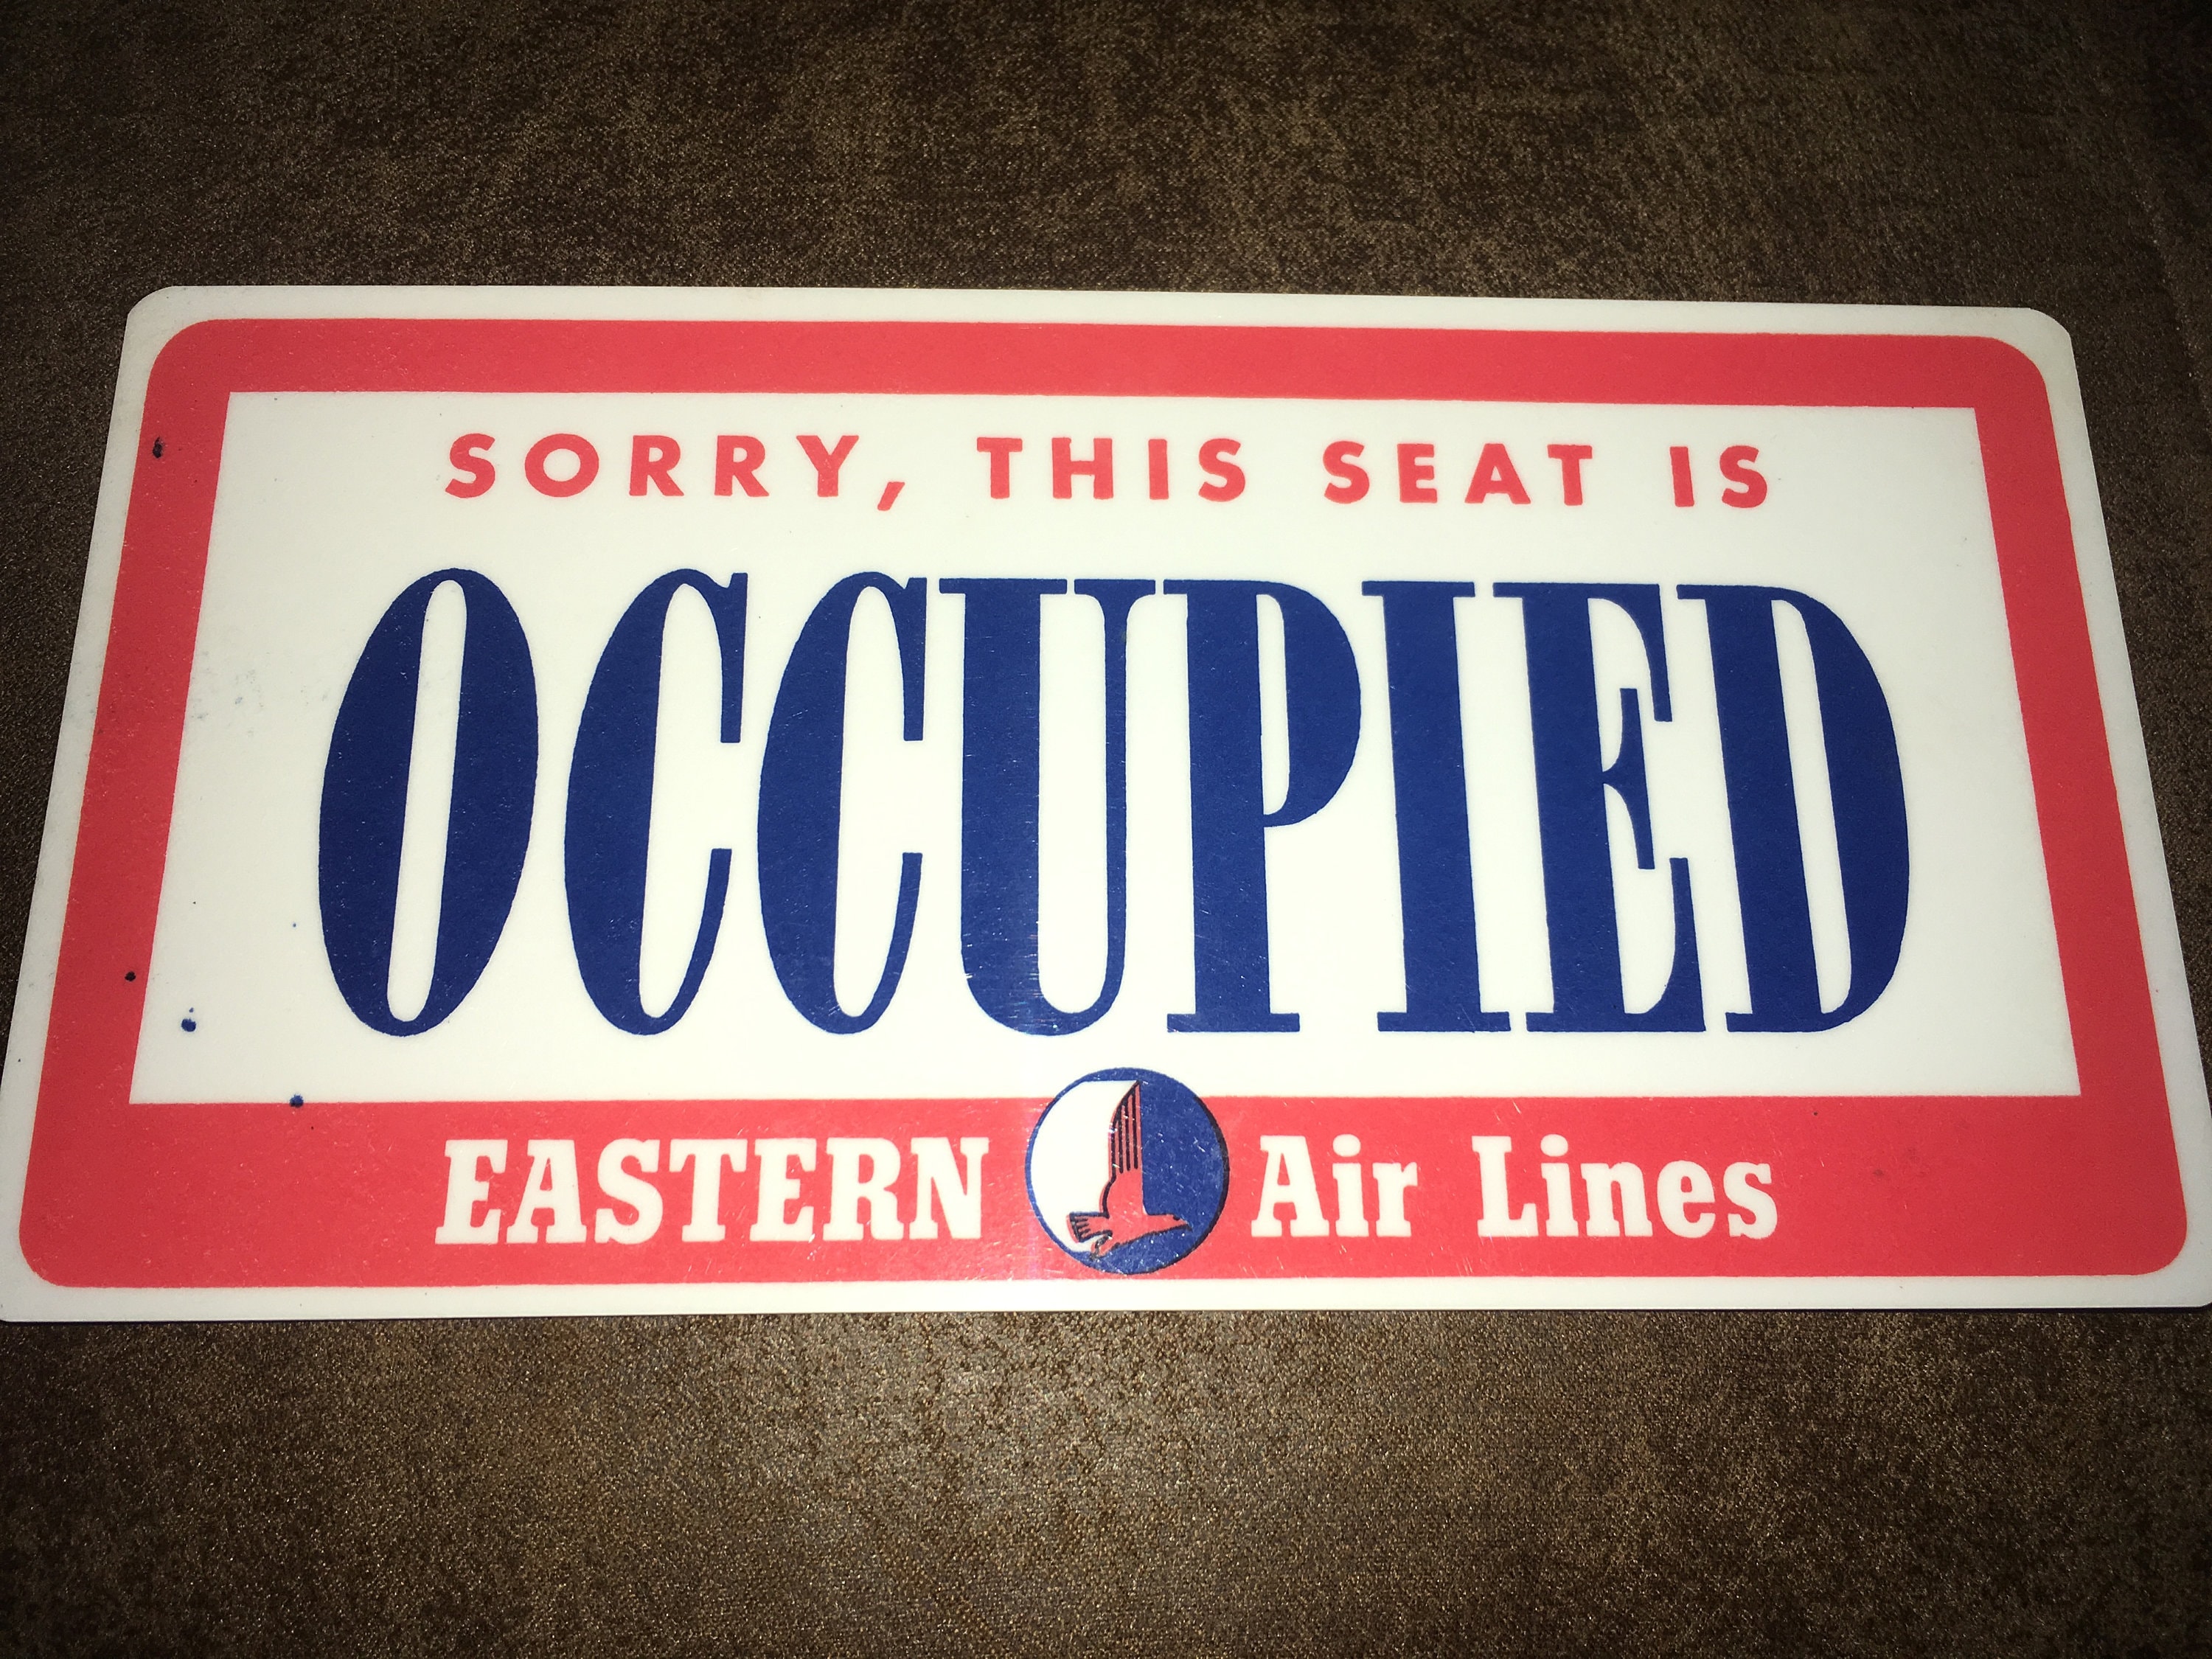 SORRY, THIS SEAT IS
OCCUPIED
EASTERN Air Lines